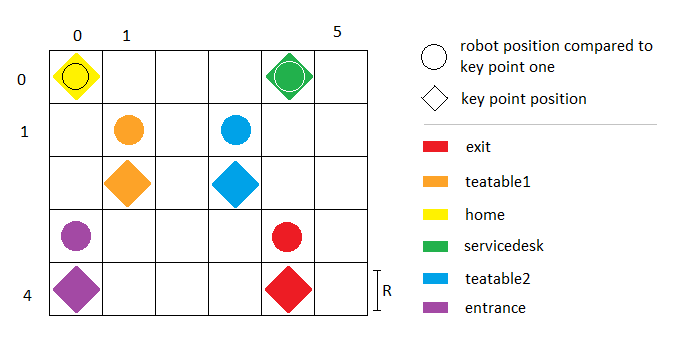 0 1 5
0
1
4
R
robot position compared to
key point one
key point position
exit
teatable1
home
servicedesk
teatable2
entrance